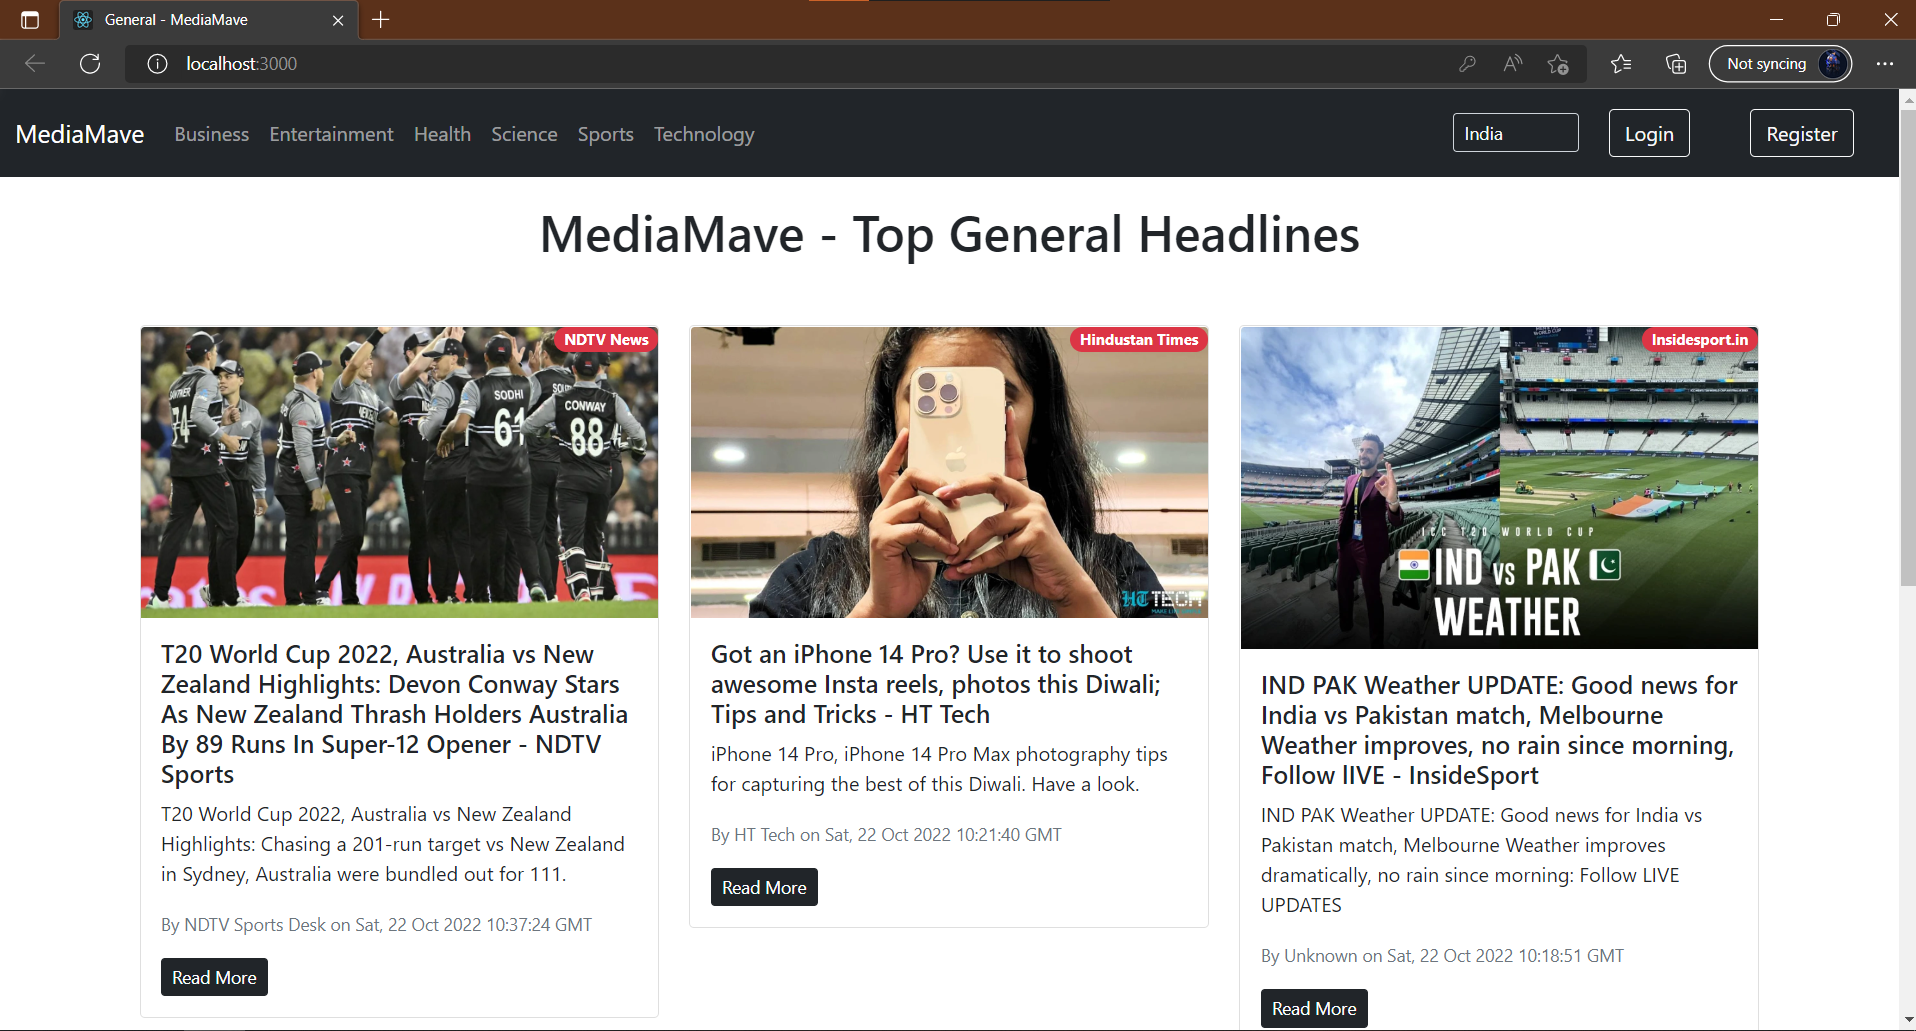 General - MediaMave
localhost:3000
Not syncing
MediaMave Business Entertainment Health Science Sports Technology India Login Register
MediaMave - Top General Headlines
NDTV News
SODHI
61
CONWAY
88
74
T20 World Cup 2022, Australia vs New
Zealand Highlights: Devon Conway Stars
As New Zealand Thrash Holders Australia
By 89 Runs In Super-12 Opener - NDTV
Sports
T20 World Cup 2022, Australia vs New Zealand
Highlights: Chasing a 201-run target vs New Zealand
in Sydney, Australia were bundled out for 111.
By NDTV Sports Desk on Sat, 22 Oct 2022 10:37:24 GMT
Read More
Hindustan Times
HT TECH
Got an iPhone 14 Pro? Use it to shoot
awesome Insta reels, photos this Diwali;
Tips and Tricks - HT Tech
iPhone 14 Pro, iPhone 14 Pro Max photography tips
for capturing the best of this Diwali. Have a look.
By HT Tech on Sat, 22 Oct 2022 10:21:40 GMT
Read More
Insidesport.in
ICC T20 WORLD CUP
IND vs PAK
WEATHER
IND PAK Weather UPDATE: Good news for
India vs Pakistan match, Melbourne
Weather improves, no rain since morning,
Follow lIVE - InsideSport
IND PAK Weather UPDATE: Good news for India vs
Pakistan match, Melbourne Weather improves
dramatically, no rain since morning: Follow LIVE
UPDATES
By Unknown on Sat, 22 Oct 2022 10:18:51 GMT
Read More